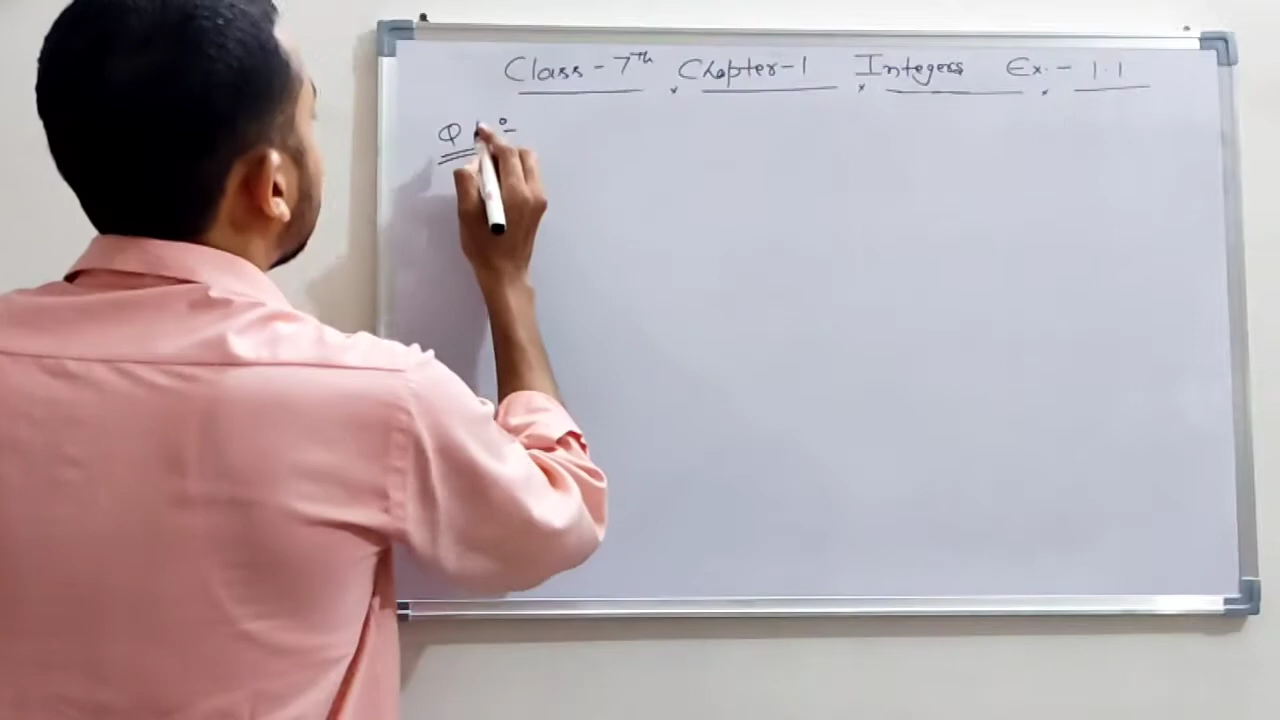 Class - 7th Chapter - 1 Integers Ex. - 1.1
Q